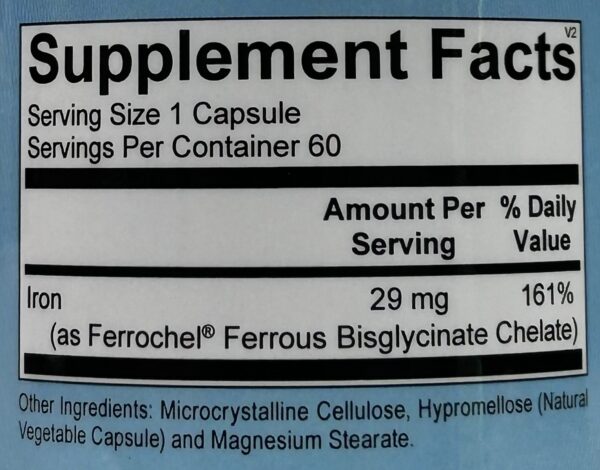 Supplement Facts V2
Serving Size 1 Capsule
Servings Per Container 60
Amount Per % Daily
Serving Value
Iron 29 mg 161%
(as Ferrochel® Ferrous Bisglycinate Chelate)
Other Ingredients: Microcrystalline Cellulose, Hypromellose (Natural
Vegetable Capsule) and Magnesium Stearate.